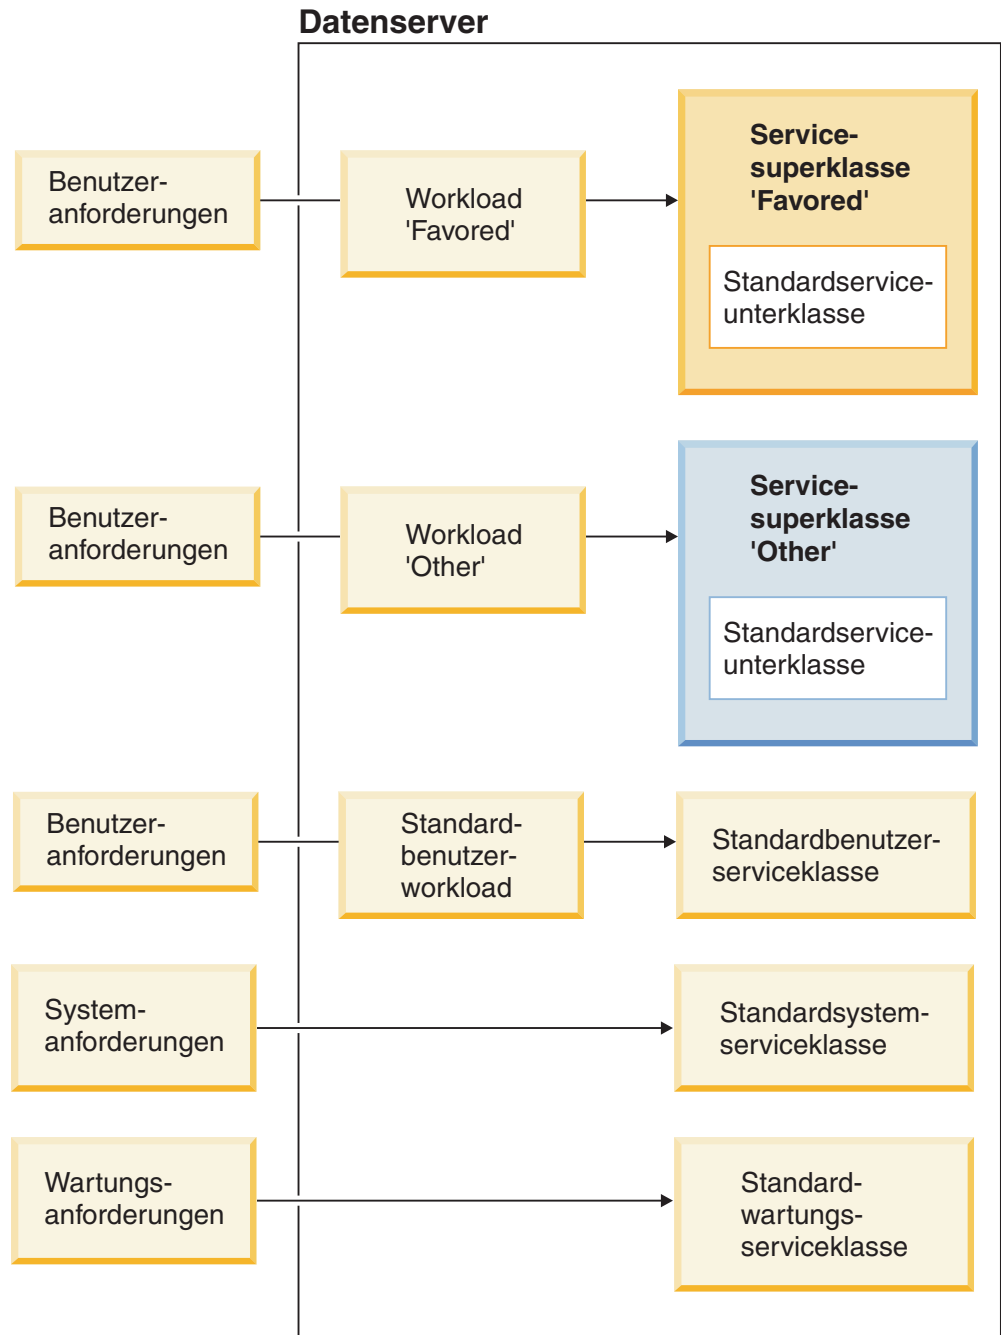 Datenserver
Benutzer-
anforderungen
Workload
'Favored'
Service-
superklasse
'Favored'
Standardservice-
unterklasse
Benutzer-
anforderungen
Workload
'Other'
Service-
superklasse
'Other'
Standardservice-
unterklasse
Benutzer-
anforderungen
Standard-
benutzer-
workload
Standardbenutzer-
serviceklasse
System-
anforderungen
Standardsystem-
serviceklasse
Wartungs-
anforderungen
Standard-
wartungs-
serviceklasse